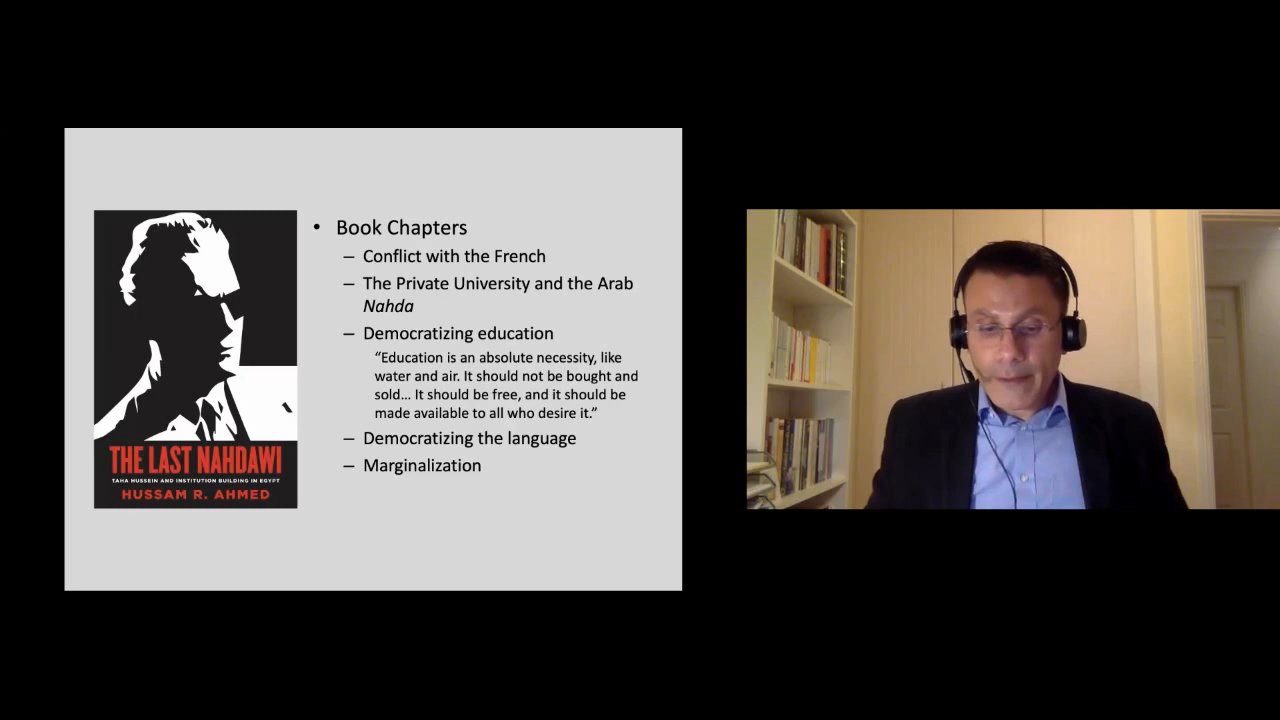 THE LAST NAHDAWI
TAHA HUSSEIN AND INSTITUTION BUILDING IN EGYPT
HUSSAM R. AHMED
• Book Chapters
– Conflict with the French
– The Private University and the Arab
Nahda
– Democratizing education
“Education is an absolute necessity, like
water and air. It should not be bought and
sold… It should be free, and it should be
made available to all who desire it.”
– Democratizing the language
– Marginalization